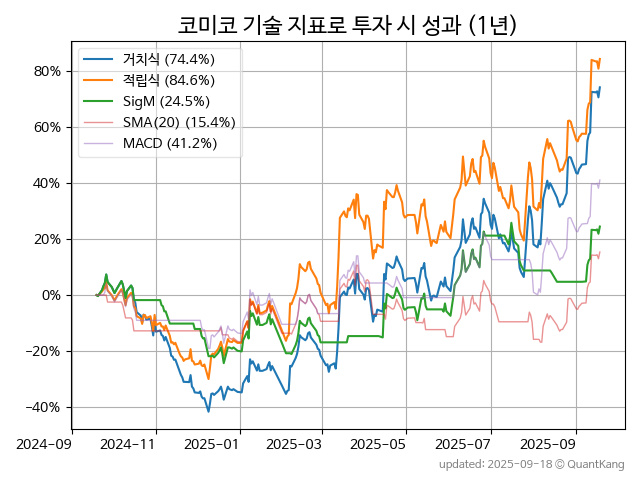 코미코 기술 지표로 투자 시 성과 (1년)
거치식 (74.4%)
적립식 (84.6%)
SigM (24.5%)
SMA(20) (15.4%)
MACD (41.2%)
80%
60%
40%
20%
0%
−20%
−40%
2024-09 2024-11 2025-01 2025-03 2025-05 2025-07 2025-09
updated: 2025-09-18 © QuantKang